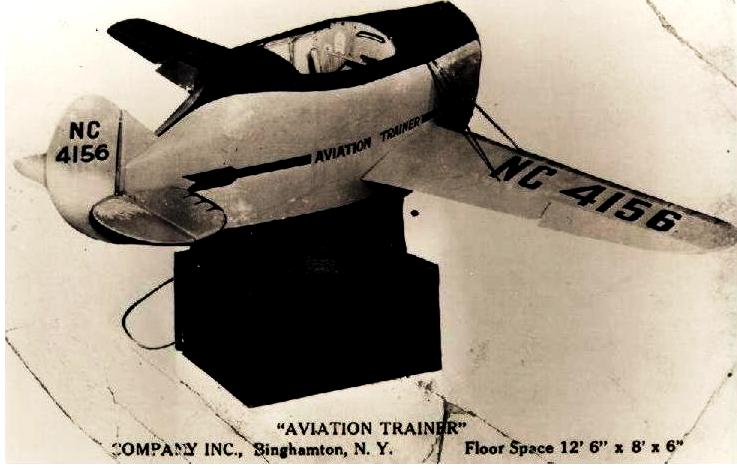 NC
4156
AVIATION TRAINER
NC 4156
"AVIATION TRAINER"
COMPANY INC., Binghamton, N. Y. Floor Space 12' 6" x 8' x 6"